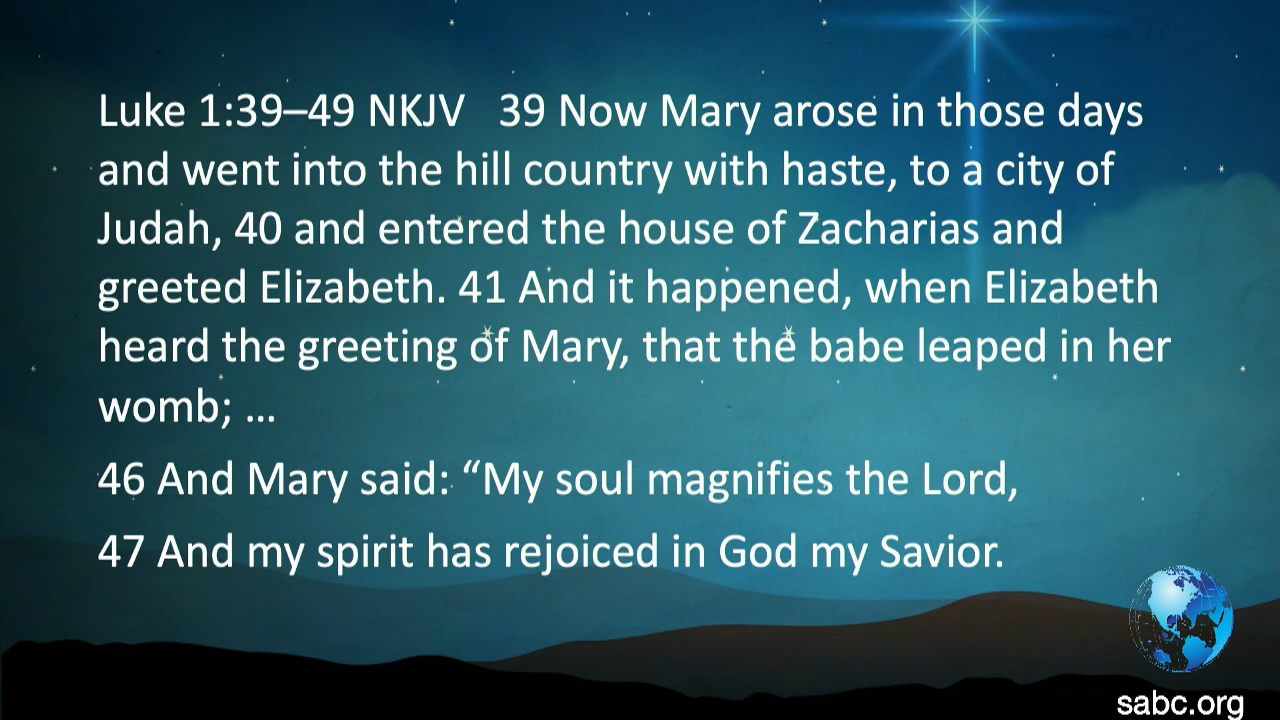 Luke 1:39–49 NKJV   39 Now Mary arose in those days
and went into the hill country with haste, to a city of
Judah, 40 and entered the house of Zacharias and
greeted Elizabeth. 41 And it happened, when Elizabeth
heard the greeting of Mary, that the babe leaped in her
womb; …
46 And Mary said: “My soul magnifies the Lord,
47 And my spirit has rejoiced in God my Savior.
sabc.org